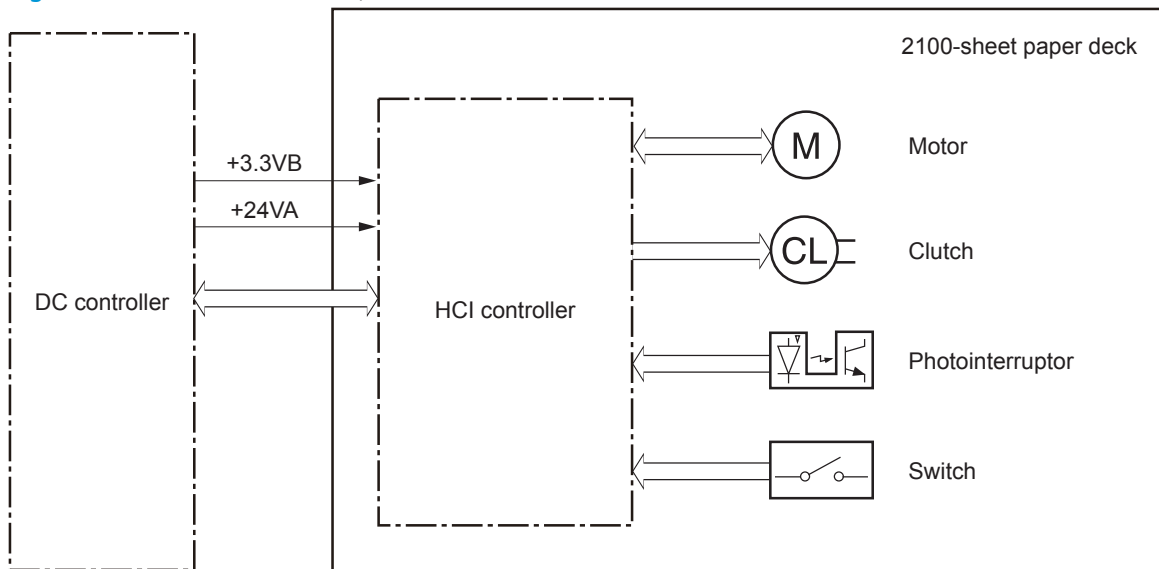 2100-sheet paper deck
M
Motor
+3.3VB
+24VA
CL
Clutch
DC controller
HCI controller
Photointerruptor
Switch